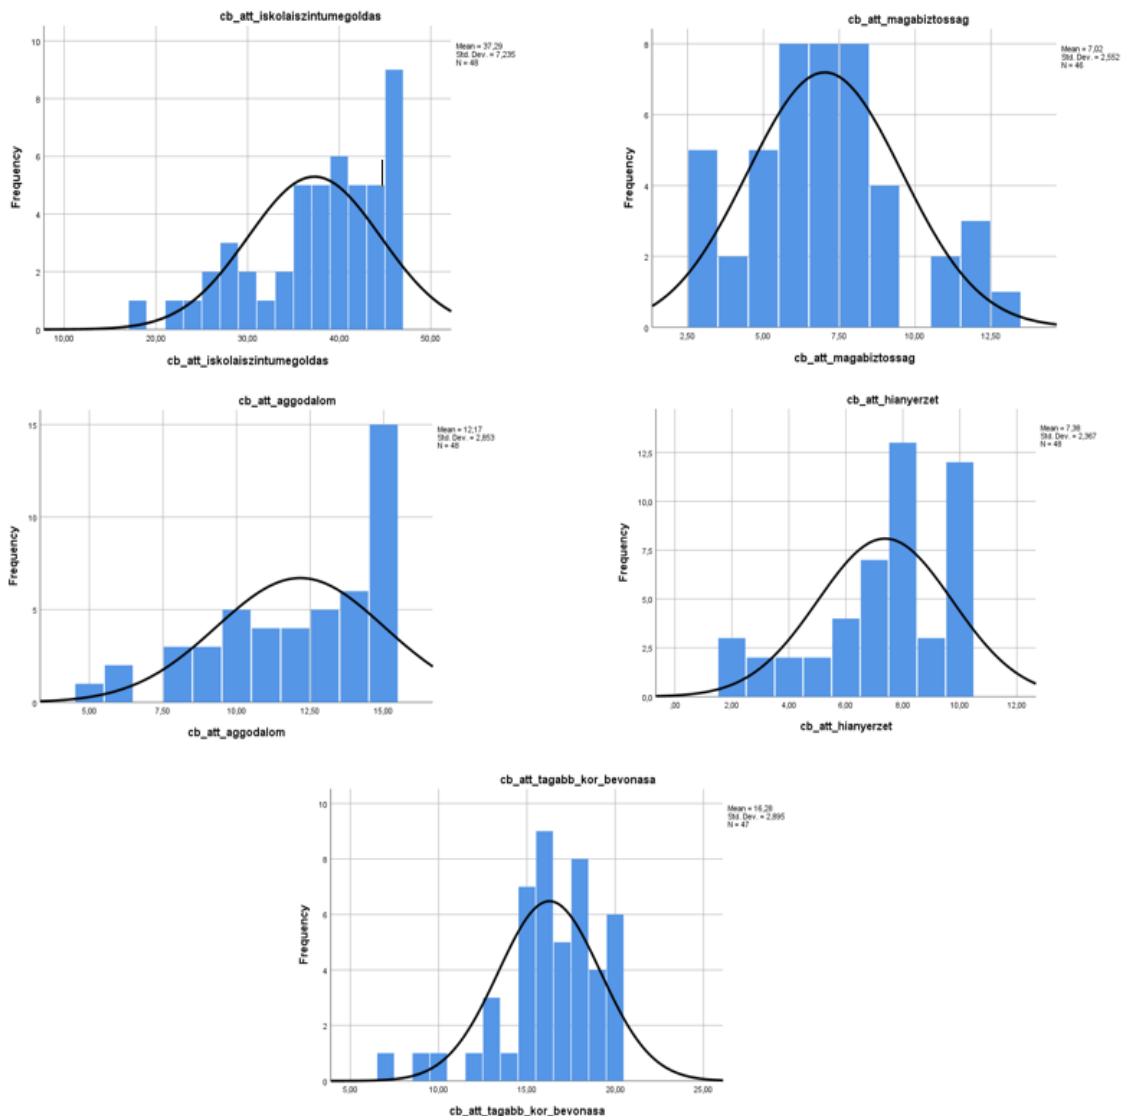 cb_att_iskolaiszintumegoldas
Mean = 37,29
Std. Dev. = 7,235
N = 48
Frequency
10
8
6
4
2
0
10,00 20,00 30,00 40,00 50,00
cb_att_iskolaiszintumegoldas
cb_att_magabiztossag
Mean = 7,02
Std. Dev. = 2,552
N = 46
Frequency
8
6
4
2
0
2,50 5,00 7,50 10,00 12,50
cb_att_magabiztossag
cb_att_aggodalom
Mean = 12,17
Std. Dev. = 2,853
N = 48
Frequency
15
10
5
0
5,00 7,50 10,00 12,50 15,00
cb_att_aggodalom
cb_att_hianyerzet
Mean = 7,38
Std. Dev. = 2,367
N = 48
Frequency
12,5
10,0
7,5
5,0
2,5
0,0
,00 2,00 4,00 6,00 8,00 10,00 12,00
cb_att_hianyerzet
cb_att_tagabb_kor_bevonasa
Mean = 16,28
Std. Dev. = 2,895
N = 47
Frequency
10
8
6
4
2
0
5,00 10,00 15,00 20,00 25,00
cb_att_tagabb_kor_bevonasa